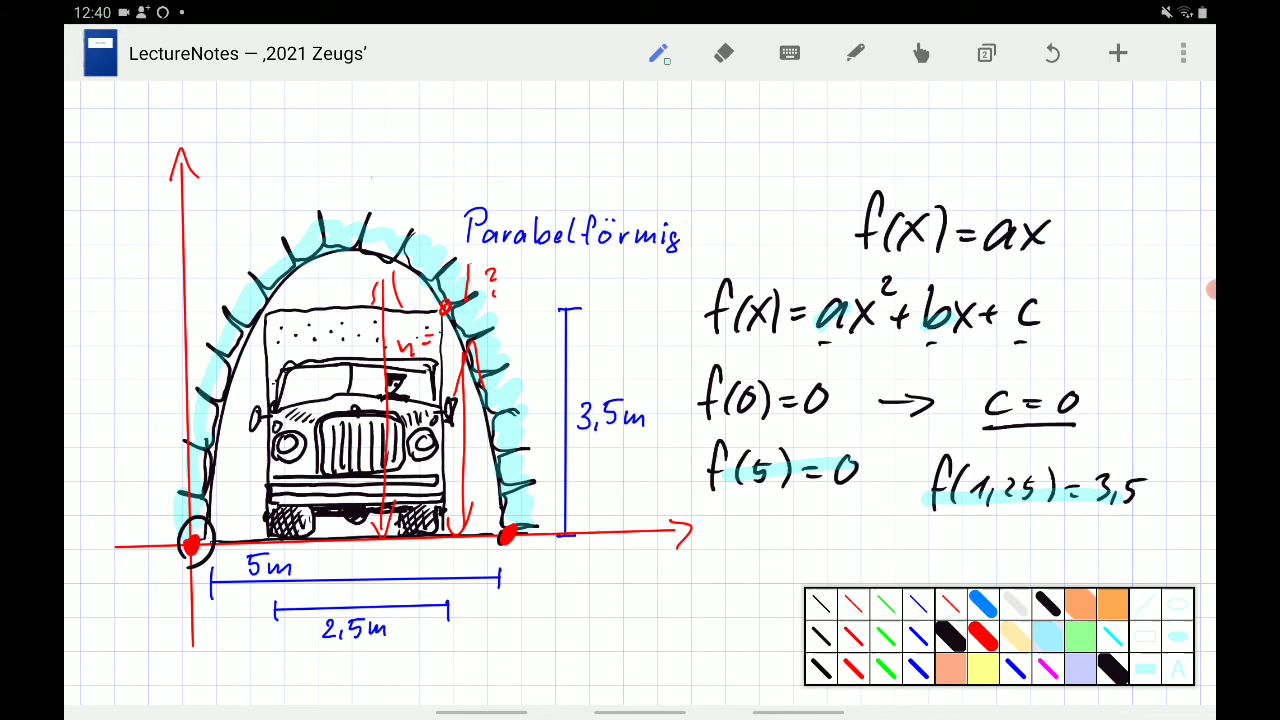 12:40
LectureNotes — ‚2021 Zeugs’
Parabelförmig
f(x)=ax
f(x)=ax²+bx+c
f(0)=0 → c=0
f(5)=0
f(1,25)=3,5
?
h=
3,5m
5m
2,5m
2
A